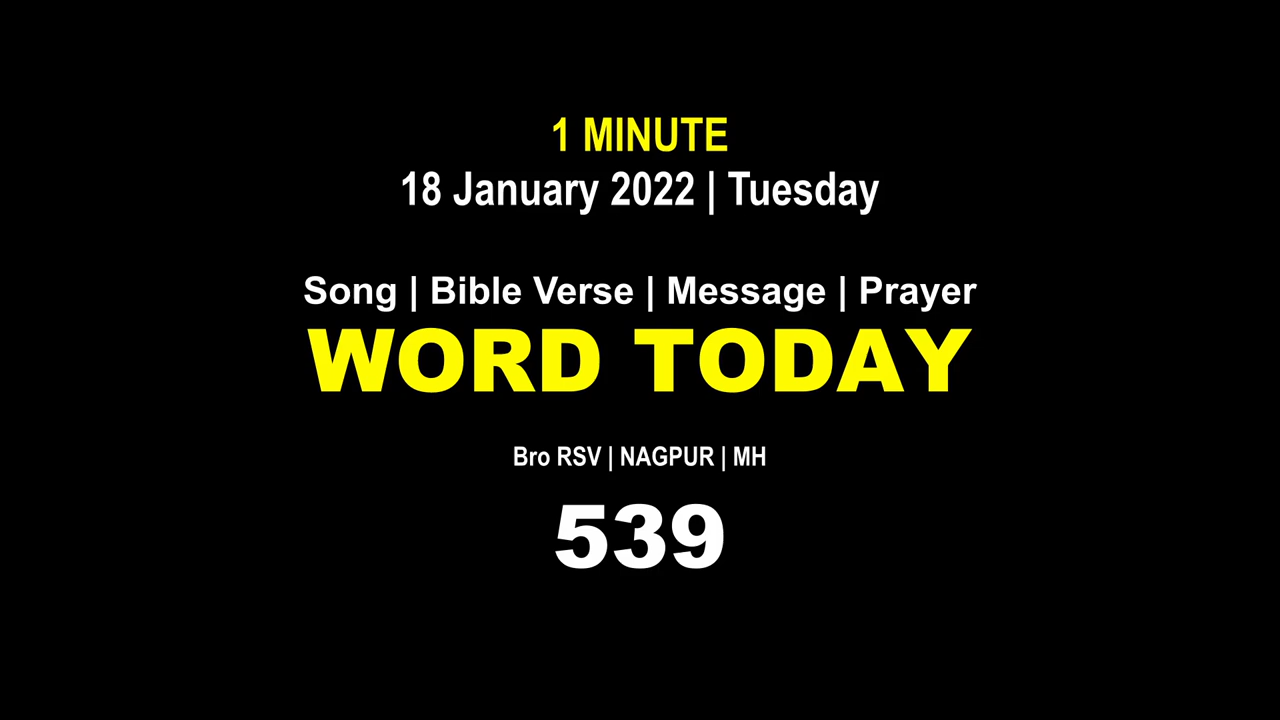 1 MINUTE
18 January 2022 | Tuesday
Song | Bible Verse | Message | Prayer
WORD TODAY
Bro RSV | NAGPUR | MH
539